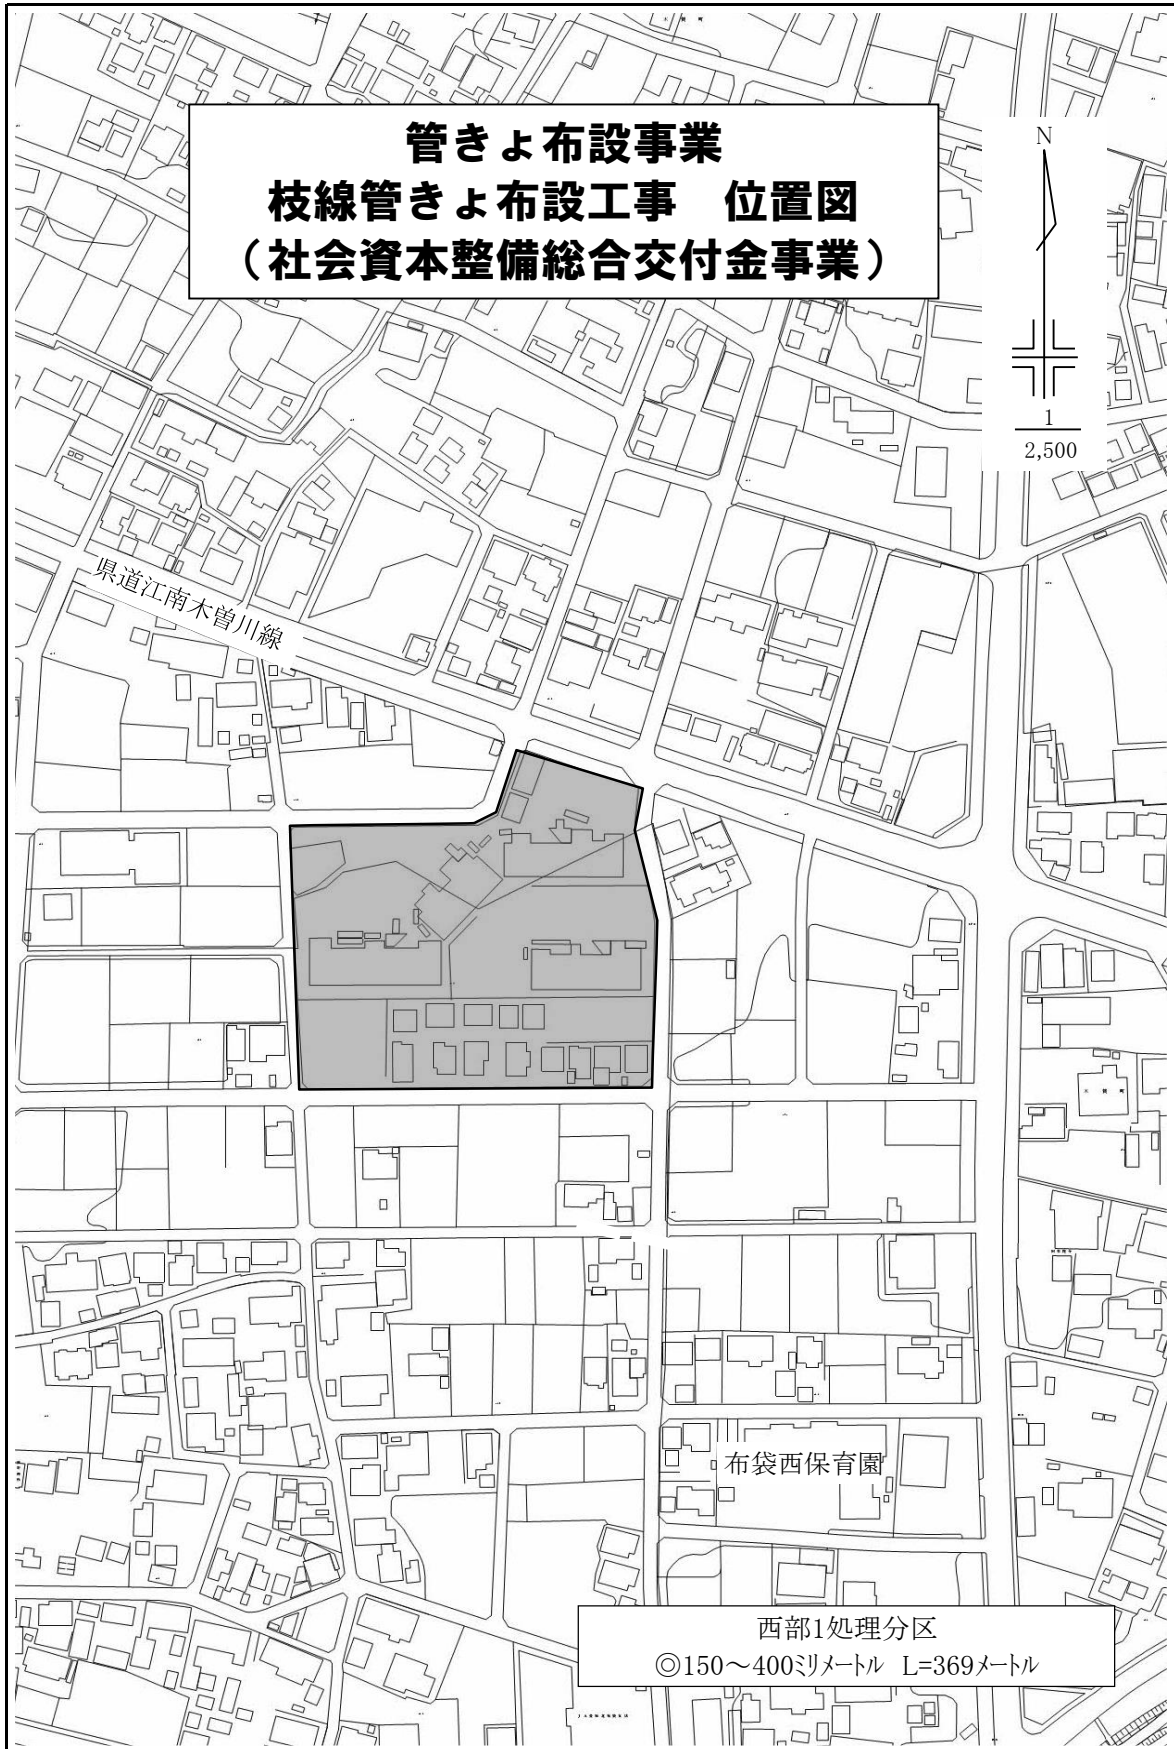 管きょ布設事業
枝線管きょ布設工事　位置図
（社会資本整備総合交付金事業）
N
1
2,500
県道江南木曽川線
布袋西保育園
西部1処理分区
◎150～400ミリメートル L=369メートル